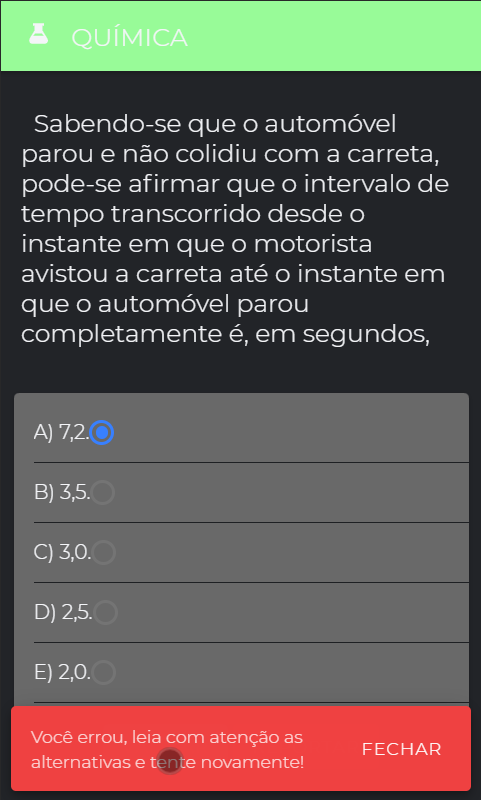 QUÍMICA
Sabendo-se que o automóvel
parou e não colidiu com a carreta,
pode-se afirmar que o intervalo de
tempo transcorrido desde o
instante em que o motorista
avistou a carreta até o instante em
que o automóvel parou
completamente é, em segundos,
A) 7,2.
B) 3,5.
C) 3,0.
D) 2,5.
E) 2,0.
Você errou, leia com atenção as
alternativas e tente novamente!
FECHAR